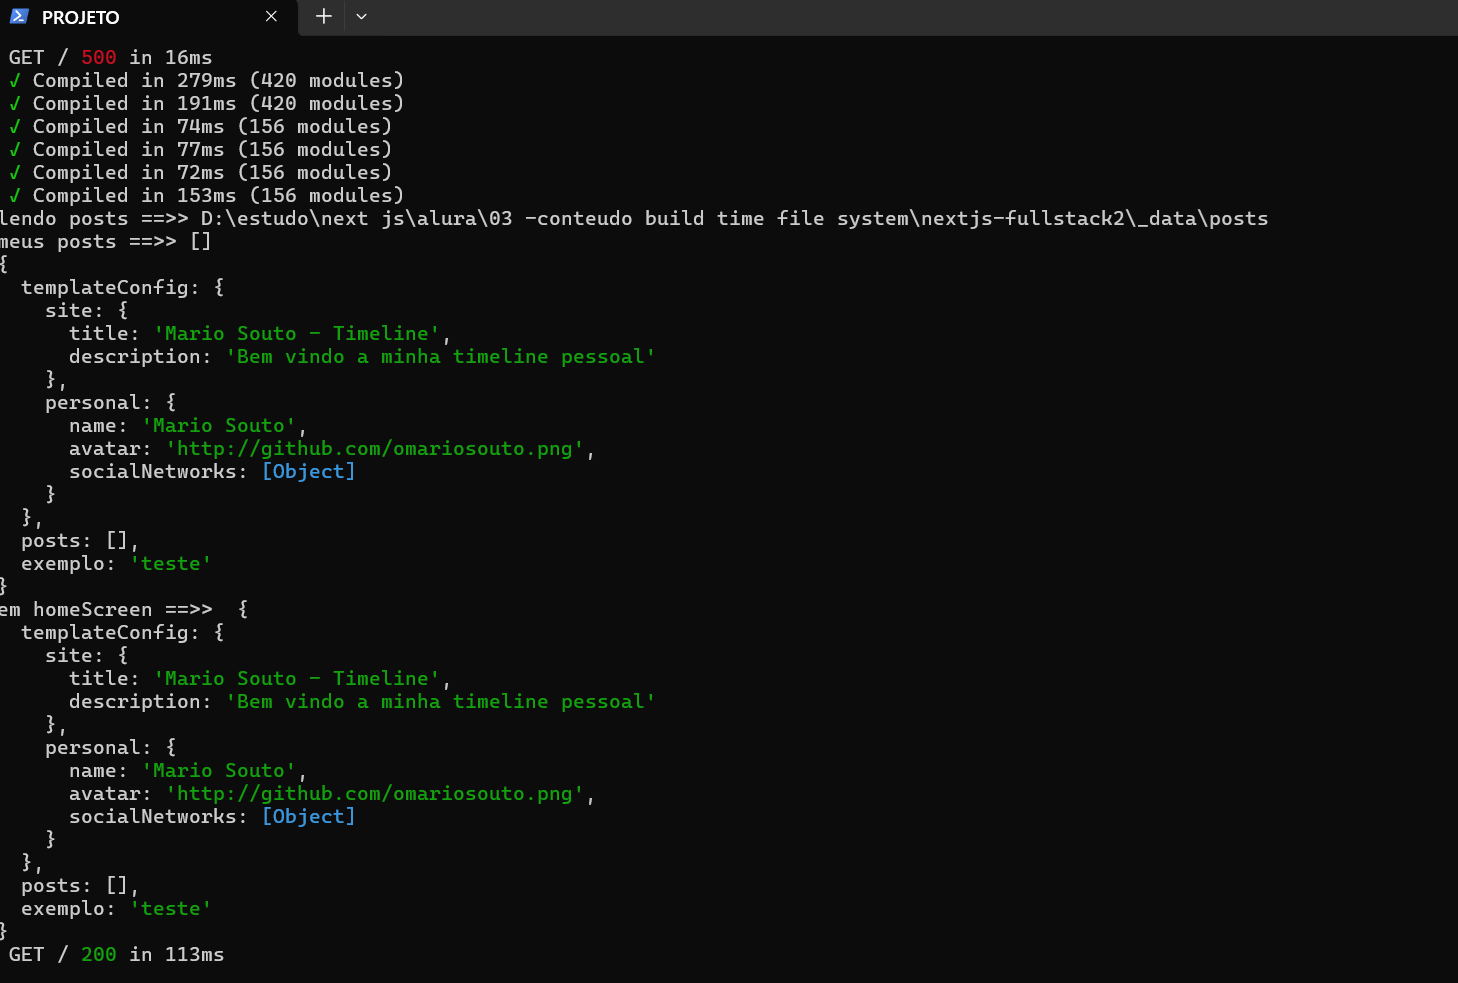 PROJETO
GET / 500 in 16ms
√ Compiled in 279ms (420 modules)
√ Compiled in 191ms (420 modules)
√ Compiled in 74ms (156 modules)
√ Compiled in 77ms (156 modules)
√ Compiled in 72ms (156 modules)
√ Compiled in 153ms (156 modules)
lendo posts ==>> D:\estudo\next js\alura\03 -conteudo build time file system\nextjs-fullstack2\_data\posts
meus posts ==>> []
{
  templateConfig: {
    site: {
      title: 'Mario Souto - Timeline',
      description: 'Bem vindo a minha timeline pessoal'
    },
    personal: {
      name: 'Mario Souto',
      avatar: 'http://github.com/omariosouto.png',
      socialNetworks: [Object]
    }
  },
  posts: [],
  exemplo: 'teste'
}
em homeScreen ==>>  {
  templateConfig: {
    site: {
      title: 'Mario Souto - Timeline',
      description: 'Bem vindo a minha timeline pessoal'
    },
    personal: {
      name: 'Mario Souto',
      avatar: 'http://github.com/omariosouto.png',
      socialNetworks: [Object]
    }
  },
  posts: [],
  exemplo: 'teste'
}
GET / 200 in 113ms